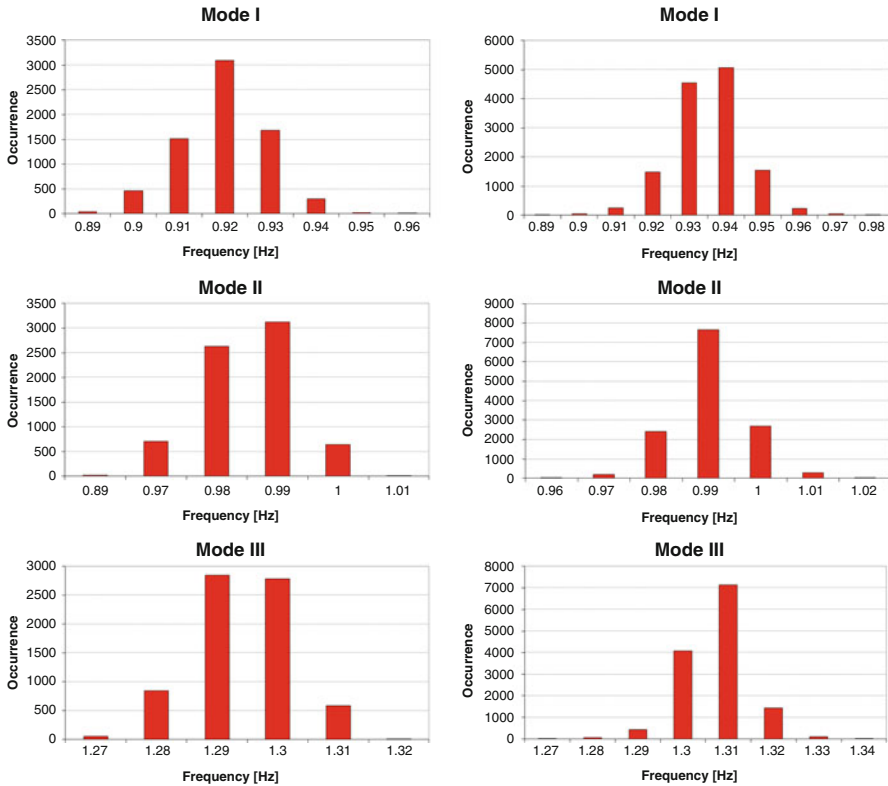 Mode I
3500
3000
2500
2000
1500
1000
500
0
Occurrence
0.89 0.9 0.91 0.92 0.93 0.94 0.95 0.96
Frequency [Hz]
Mode I
6000
5000
4000
3000
2000
1000
0
Occurrence
0.89 0.9 0.91 0.92 0.93 0.94 0.95 0.96 0.97 0.98
Frequency [Hz]
Mode II
3500
3000
2500
2000
1500
1000
500
0
Occurrence
0.89 0.97 0.98 0.99 1 1.01
Frequency [Hz]
Mode II
9000
8000
7000
6000
5000
4000
3000
2000
1000
0
Occurrence
0.96 0.97 0.98 0.99 1 1.01 1.02
Frequency [Hz]
Mode III
3000
2500
2000
1500
1000
500
0
Occurrence
1.27 1.28 1.29 1.3 1.31 1.32
Frequency [Hz]
Mode III
8000
7000
6000
5000
4000
3000
2000
1000
0
Occurrence
1.27 1.28 1.29 1.3 1.31 1.32 1.33 1.34
Frequency [Hz]